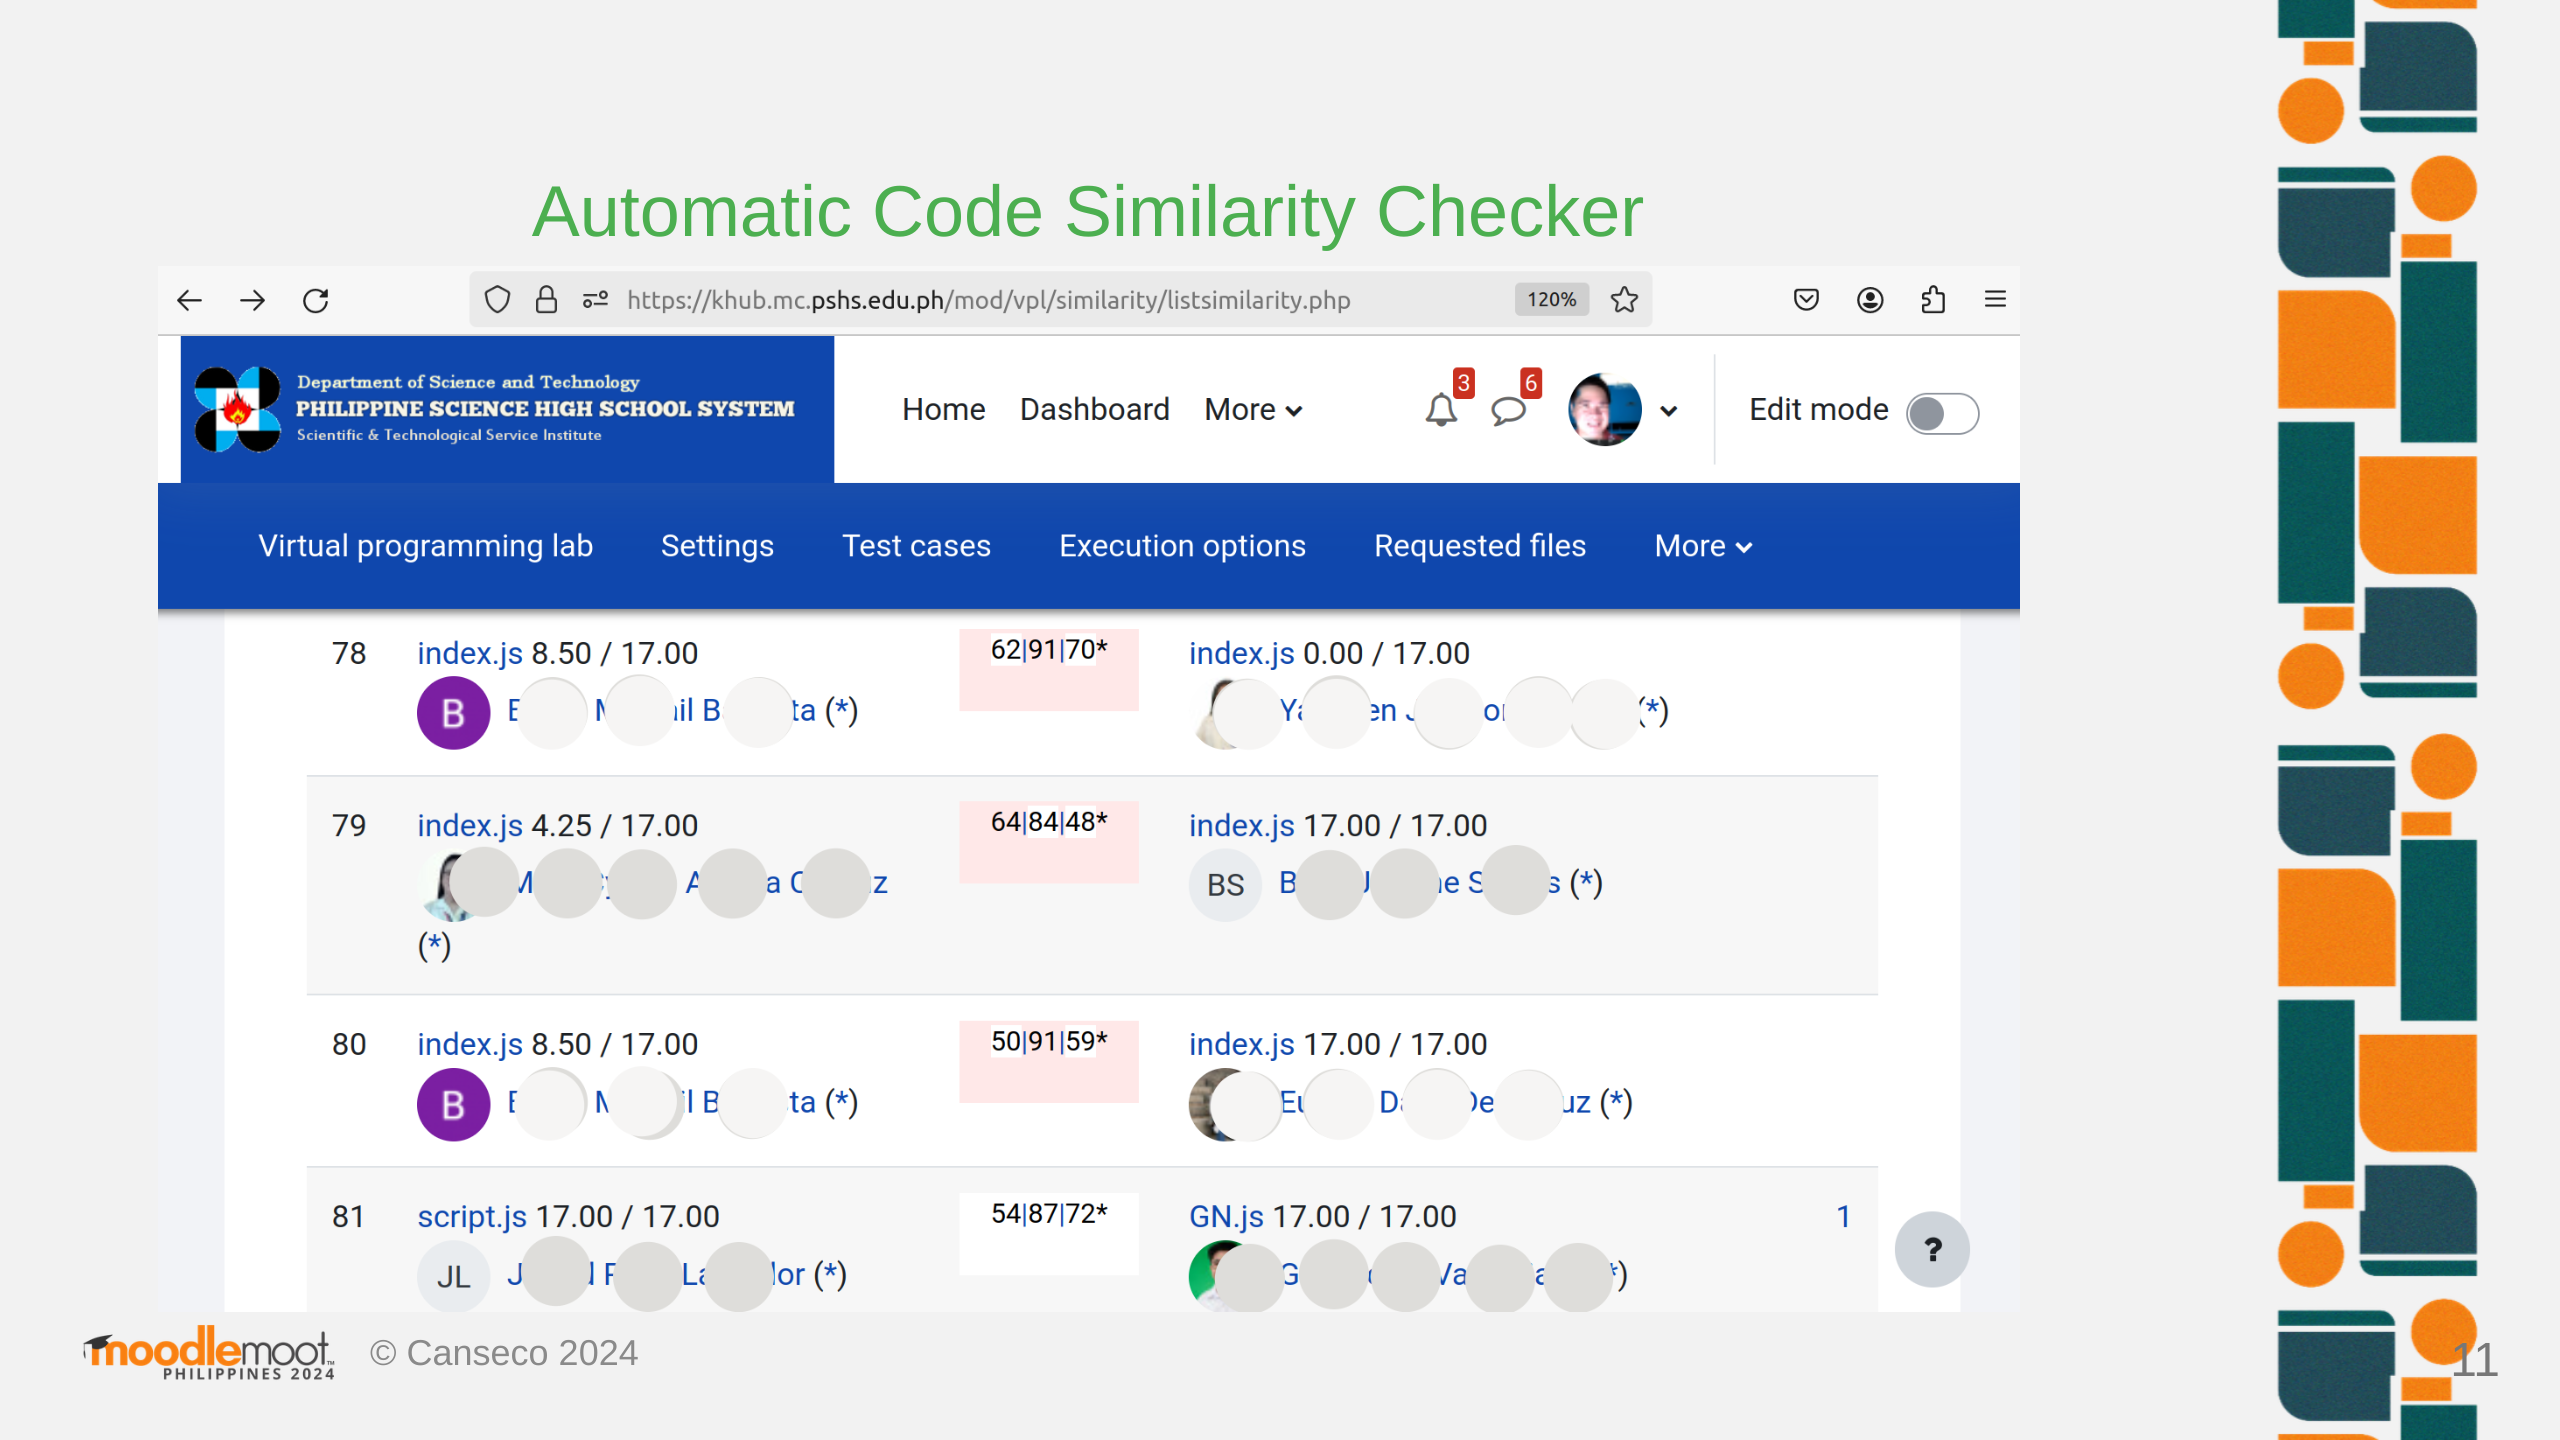 Automatic Code Similarity Checker
https://khub.mc.pshs.edu.ph/mod/vpl/similarity/listsimilarity.php 120%
Department of Science and Technology
PHILIPPINE SCIENCE HIGH SCHOOL SYSTEM
Scientific & Technological Service Institute
Home Dashboard More 3 6 Edit mode
Virtual programming lab Settings Test cases Execution options Requested files More
78 index.js 8.50 / 17.00 62|91|70* index.js 0.00 / 17.00
B (*) (*)
79 index.js 4.25 / 17.00 64|84|48* index.js 17.00 / 17.00
BS (*)
(*)
80 index.js 8.50 / 17.00 50|91|59* index.js 17.00 / 17.00
B (*) (*)
81 script.js 17.00 / 17.00 54|87|72* GN.js 17.00 / 17.00 1
JL (*)
?
moodlemoot™
PHILIPPINES 2024
© Canseco 2024
11